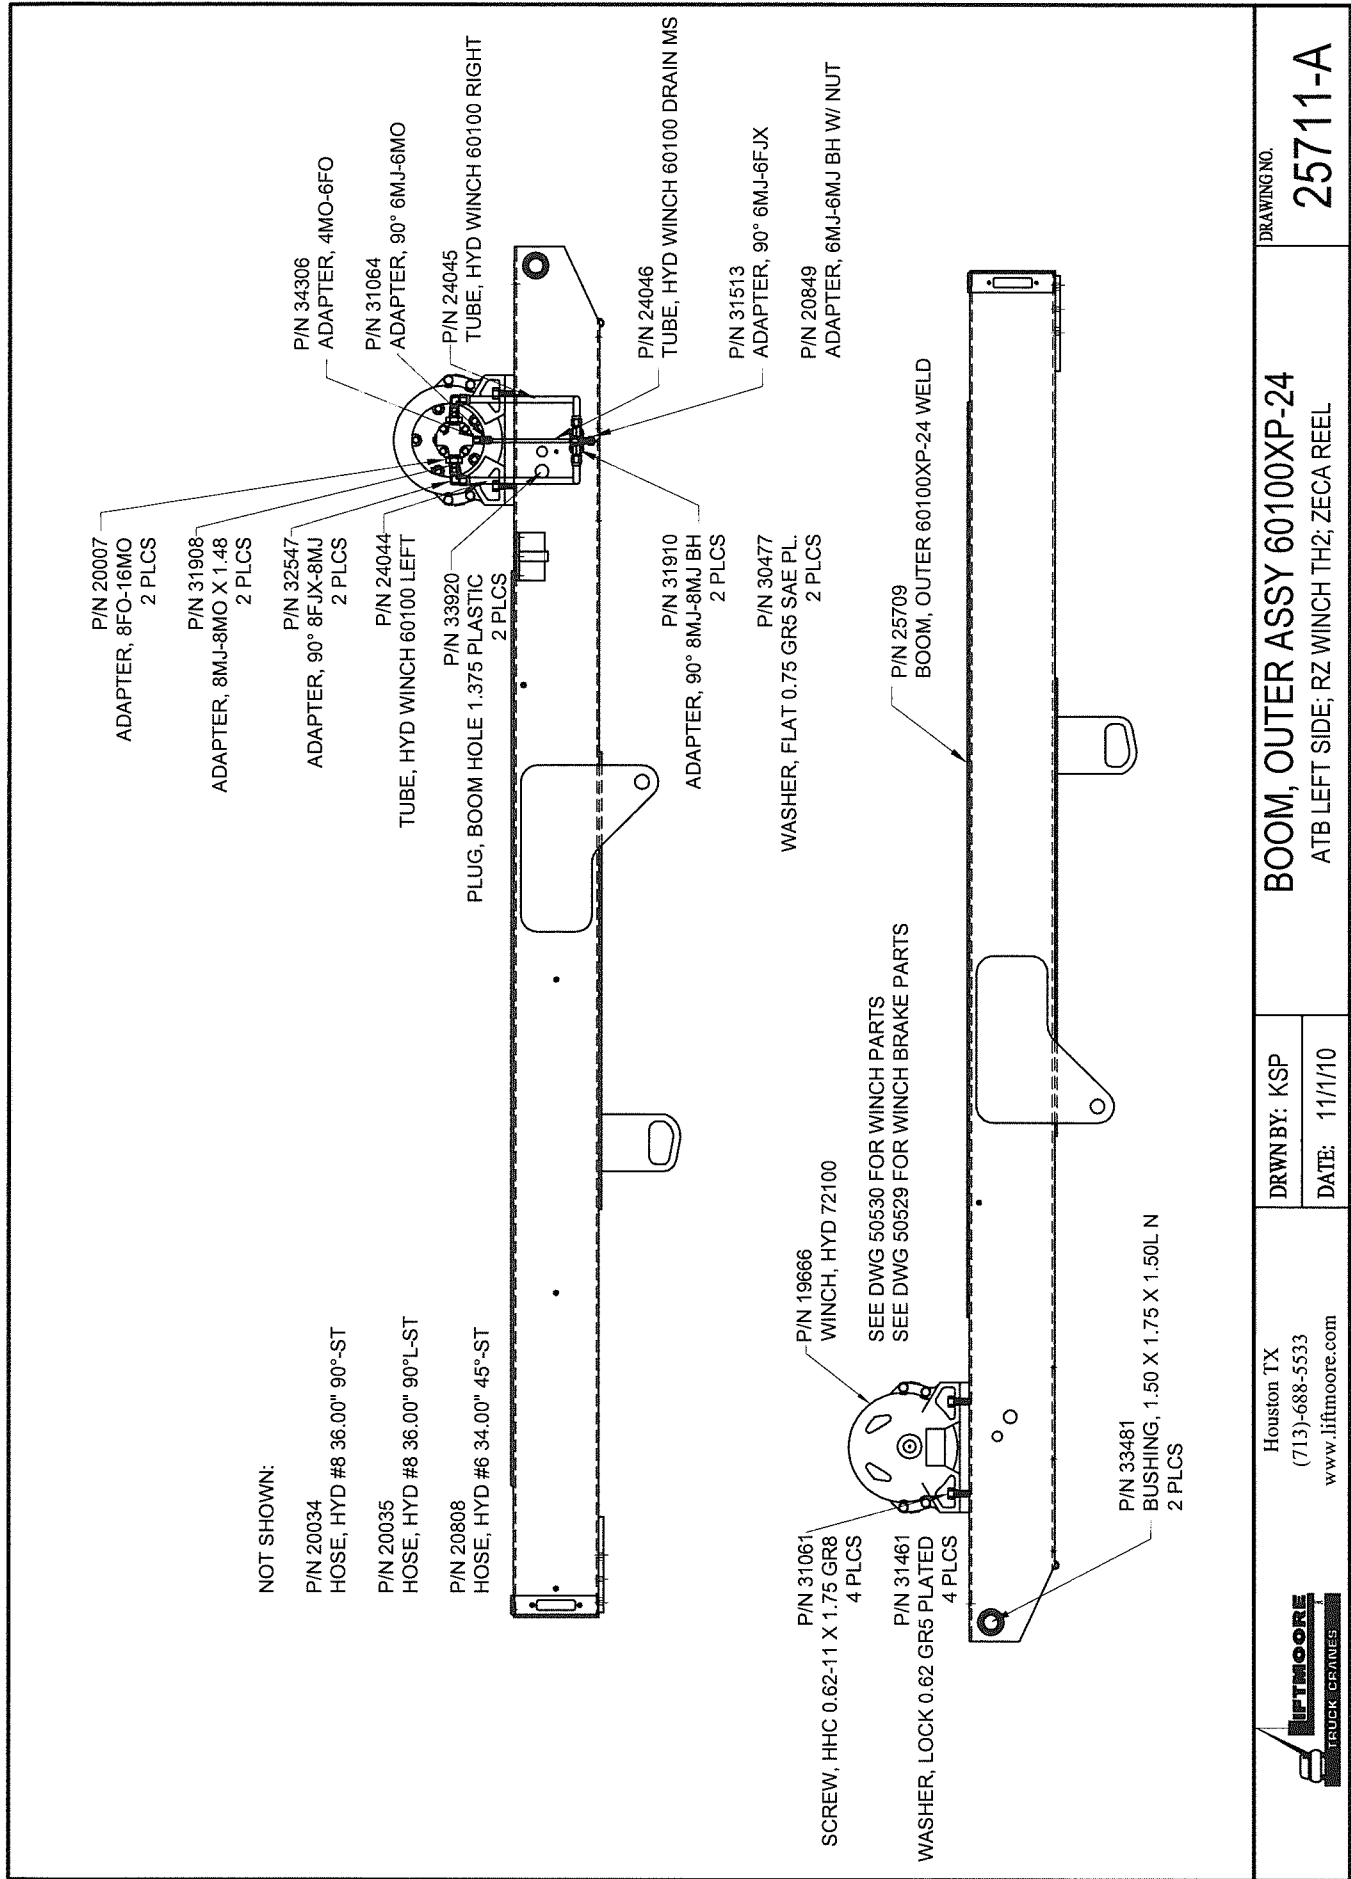 NOT SHOWN:
P/N 20034
HOSE, HYD #8 36.00" 90°-ST
P/N 20035
HOSE, HYD #8 36.00" 90°L-ST
P/N 20808
HOSE, HYD #6 34.00" 45°-ST
P/N 20007
ADAPTER, 8FO-16MO
2 PLCS
P/N 31908
ADAPTER, 8MJ-8MO X 1.48
2 PLCS
P/N 32547
ADAPTER, 90° 8FJX-8MJ
2 PLCS
P/N 24044
TUBE, HYD WINCH 60100 LEFT
P/N 33920
PLUG, BOOM HOLE 1.375 PLASTIC
2 PLCS
P/N 34306
ADAPTER, 4MO-6FO
P/N 31064
ADAPTER, 90° 6MJ-6MO
P/N 24045
TUBE, HYD WINCH 60100 RIGHT
P/N 24046
TUBE, HYD WINCH 60100 DRAIN MS
P/N 31513
ADAPTER, 90° 6MJ-6FJX
P/N 20849
ADAPTER, 6MJ-6MJ BH W/ NUT
P/N 31910
ADAPTER, 90° 8MJ-8MJ BH
2 PLCS
P/N 30477
WASHER, FLAT 0.75 GR5 SAE PL.
2 PLCS
P/N 19666
WINCH, HYD 72100
SEE DWG 50530 FOR WINCH PARTS
SEE DWG 50529 FOR WINCH BRAKE PARTS
P/N 25709
BOOM, OUTER 60100XP-24 WELD
P/N 31061
SCREW, HHC 0.62-11 X 1.75 GR8
4 PLCS
P/N 31461
WASHER, LOCK 0.62 GR5 PLATED
4 PLCS
P/N 33481
BUSHING, 1.50 X 1.75 X 1.50L N
2 PLCS
LIFTMOORE
TRUCK CRANES
Houston TX
(713)-688-5533
www.liftmoore.com
DRWN BY: KSP
DATE: 11/1/10
BOOM, OUTER ASSY 60100XP-24
ATB LEFT SIDE; RZ WINCH TH2; ZECA REEL
DRAWING NO.
25711-A